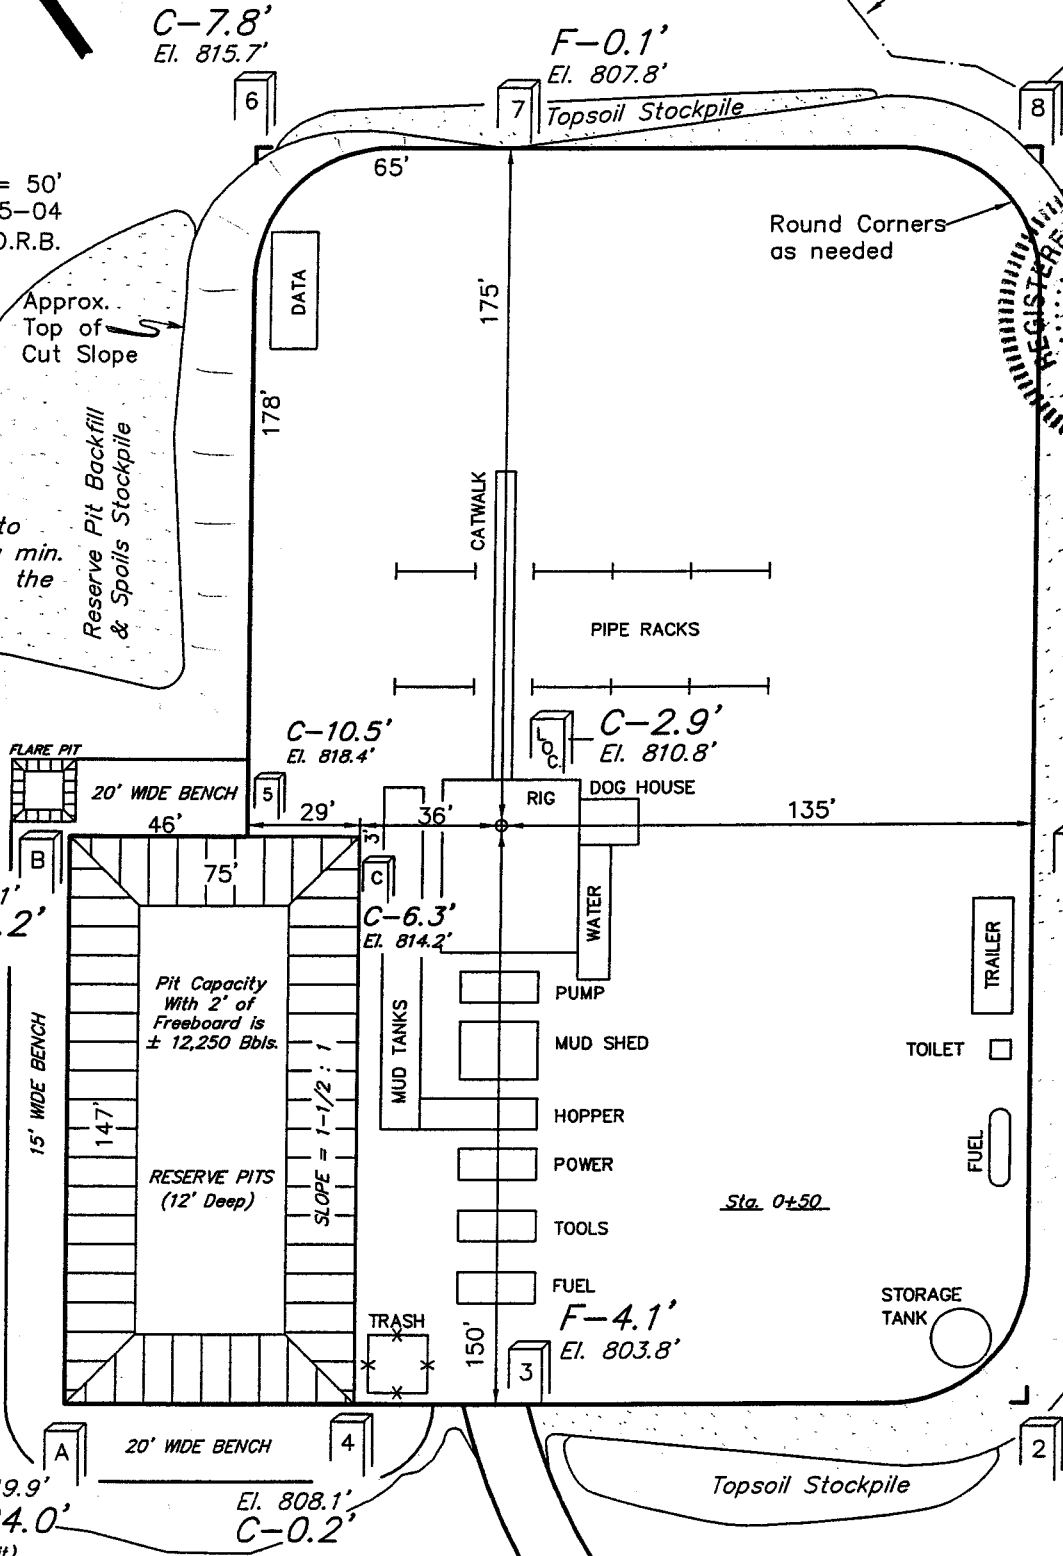 C-7.8'
El. 815.7'
F-0.1'
El. 807.8'
6
7
8
Topsoil Stockpile
65'
= 50'
5-04
D.R.B.
Round Corners
as needed
REGISTERE
DATA
175'
Approx.
Top of
Cut Slope
178'
Reserve Pit Backfill
& Spoils Stockpile
to
min.
the
CATWALK
PIPE RACKS
C-10.5'
El. 818.4'
LOC.
C-2.9'
El. 810.8'
FLARE PIT
20' WIDE BENCH
5
RIG
DOG HOUSE
46'
29'
3'
36'
135'
B
75'
C
1'
.2'
C-6.3'
El. 814.2'
WATER
TRAILER
Pit Capacity
With 2' of
Freeboard is
± 12,250 Bbls.
PUMP
MUD SHED
TOILET
15' WIDE BENCH
147'
SLOPE = 1-1/2 : 1
MUD TANKS
HOPPER
FUEL
POWER
RESERVE PITS
(12' Deep)
Sta. 0+50
TOOLS
FUEL
STORAGE
TANK
TRASH
150'
F-4.1'
El. 803.8'
3
A
20' WIDE BENCH
4
2
Topsoil Stockpile
9.9'
4.0'
El. 808.1'
C-0.2'